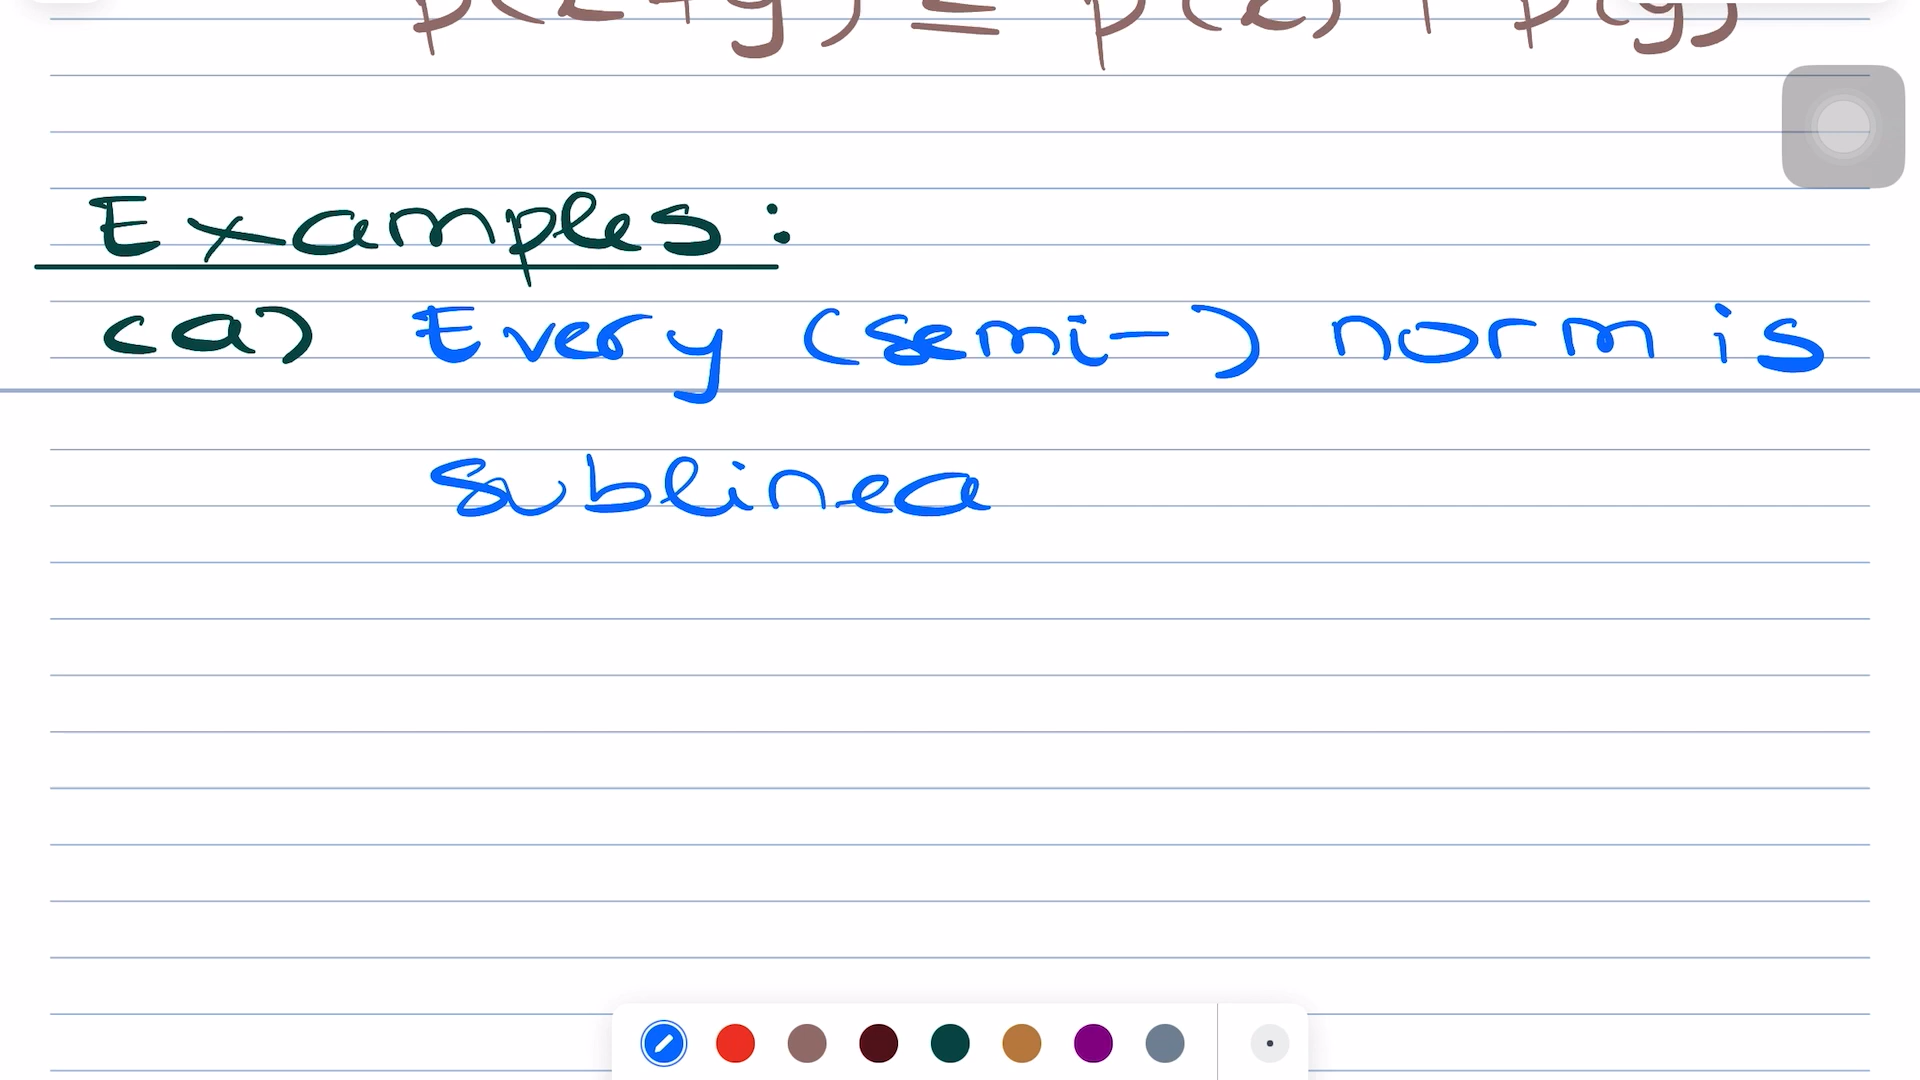 p(x+y) ≤ p(x) + p(y)
Examples:
(a) Every (semi-) norm is
sublinea